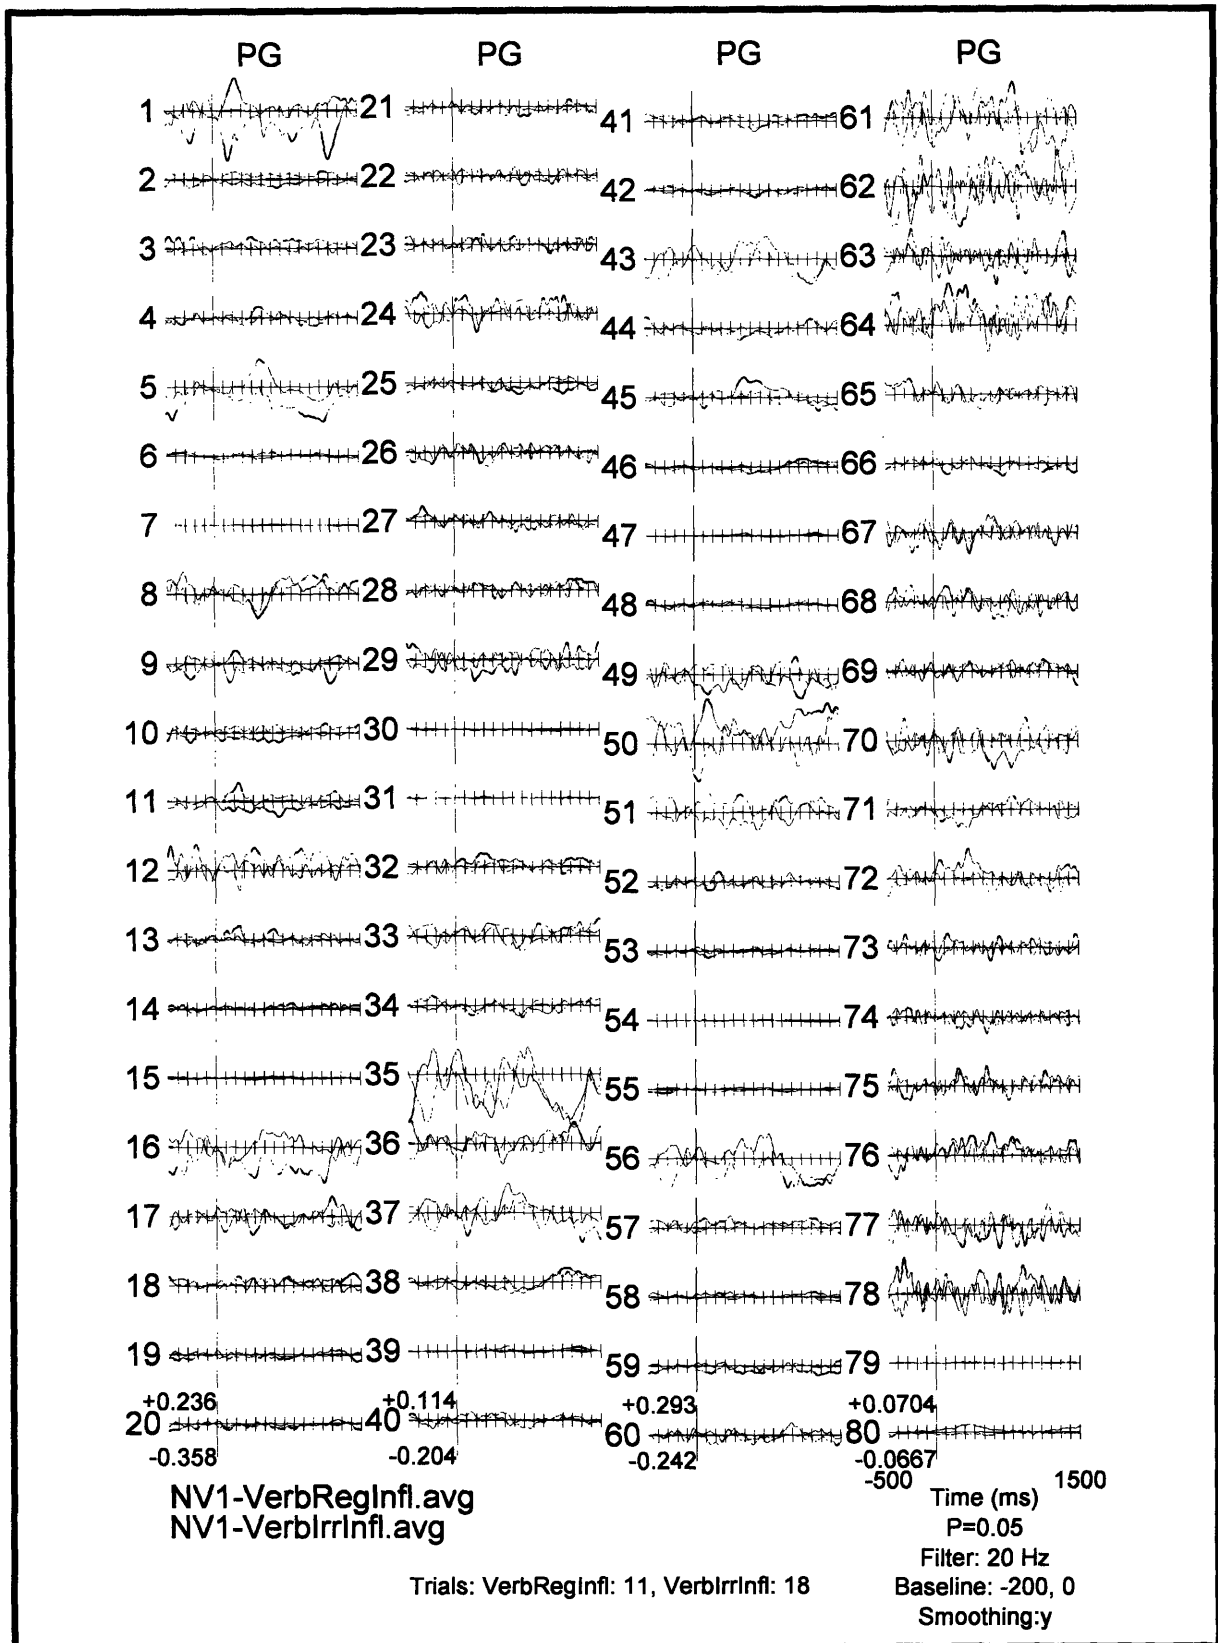 PG PG PG PG
1 21 41 61
2 22 42 62
3 23 43 63
4 24 44 64
5 25 45 65
6 26 46 66
7 27 47 67
8 28 48 68
9 29 49 69
10 30 50 70
11 31 51 71
12 32 52 72
13 33 53 73
14 34 54 74
15 35 55 75
16 36 56 76
17 37 57 77
18 38 58 78
19 39 59 79
+0.236 +0.114 +0.293 +0.0704
20 40 60 80
-0.358 -0.204 -0.242 -0.0667
-500 1500
NV1-VerbRegInfl.avg Time (ms)
NV1-VerbIrrInfl.avg P=0.05
Filter: 20 Hz
Trials: VerbRegInfl: 11, VerbIrrInfl: 18 Baseline: -200, 0
Smoothing:y